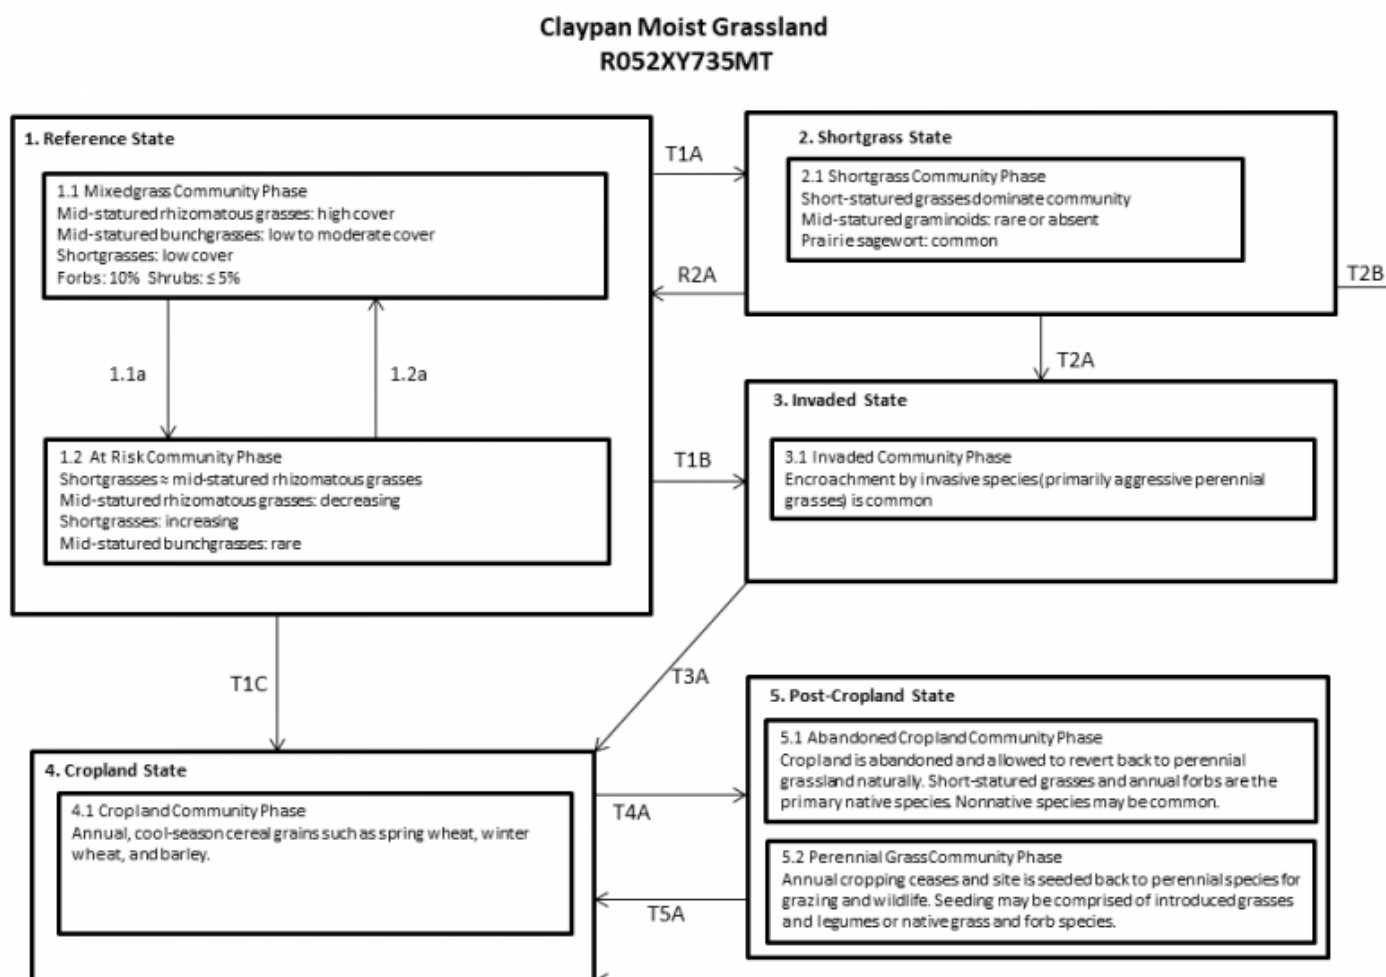 Claypan Moist Grassland
R052XY735MT
1. Reference State
1.1 Mixedgrass Community Phase
Mid-statured rhizomatous grasses: high cover
Mid-statured bunchgrasses: low to moderate cover
Shortgrasses: low cover
Forbs: 10% Shrubs: ≤ 5%
1.1a
1.2a
1.2 At Risk Community Phase
Shortgrasses ≈ mid-statured rhizomatous grasses
Mid-statured rhizomatous grasses: decreasing
Shortgrasses: increasing
Mid-statured bunchgrasses: rare
T1A
R2A
T1B
2. Shortgrass State
2.1 Shortgrass Community Phase
Short-statured grasses dominate community
Mid-statured graminoids: rare or absent
Prairie sagewort: common
T2B
T2A
3. Invaded State
3.1 Invaded Community Phase
Encroachment by invasive species (primarily aggressive perennial
grasses) is common
T1C
T3A
4. Cropland State
4.1 Cropland Community Phase
Annual, cool-season cereal grains such as spring wheat, winter
wheat, and barley.
T4A
T5A
5. Post-Cropland State
5.1 Abandoned Cropland Community Phase
Cropland is abandoned and allowed to revert back to perennial
grassland naturally. Short-statured grasses and annual forbs are the
primary native species. Nonnative species may be common.
5.2 Perennial Grass Community Phase
Annual cropping ceases and site is seeded back to perennial species for
grazing and wildlife. Seeding may be comprised of introduced grasses
and legumes or native grass and forb species.